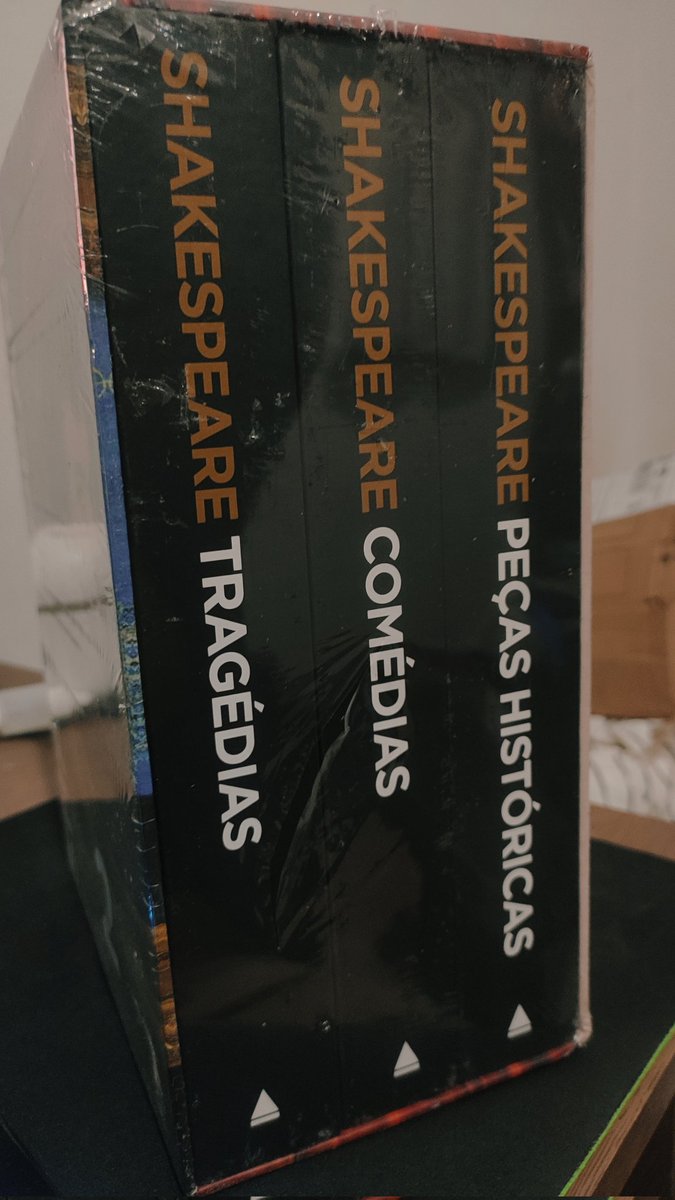 SHAKESPEARE TRAGÉDIAS
SHAKESPEARE COMÉDIAS
SHAKESPEARE PEÇAS HISTÓRICAS